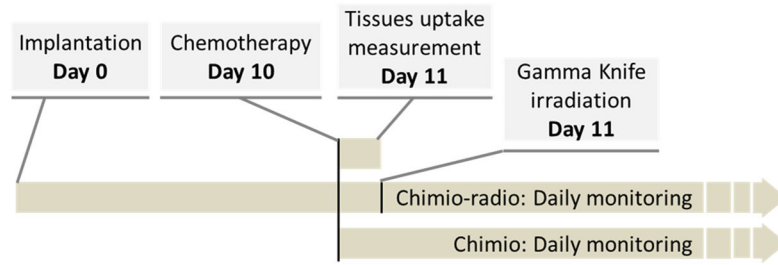 Implantation
Day 0
Chemotherapy
Day 10
Tissues uptake
measurement
Day 11
Gamma Knife
irradiation
Day 11
Chimio-radio: Daily monitoring
Chimio: Daily monitoring